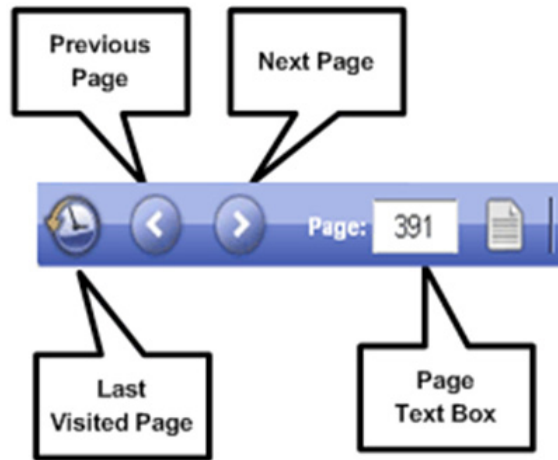 Previous
Page
Next Page
Page: 391
Last
Visited Page
Page
Text Box